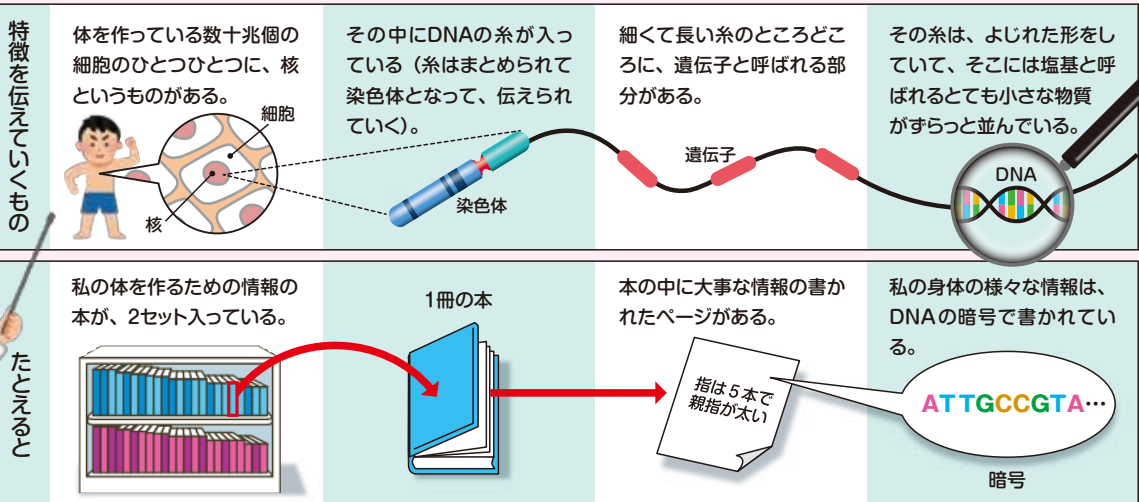 特徴を伝えていくもの
体を作っている数十兆個の
細胞のひとつひとつに、核
というものがある。
細胞
核
その中にDNAの糸が入っ
ている（糸はまとめられて
染色体となって、伝えられ
ていく）。
染色体
細くて長い糸のところどこ
ろに、遺伝子と呼ばれる部
分がある。
遺伝子
その糸は、よじれた形をし
ていて、そこには塩基と呼
ばれるとても小さな物質
がずらっと並んでいる。
DNA
たとえると
私の体を作るための情報の
本が、2セット入っている。
1冊の本
本の中に大事な情報の書か
れたページがある。
指は5本で
親指が太い
私の身体の様々な情報は、
DNAの暗号で書かれてい
る。
ATTGCCGTA…
暗号